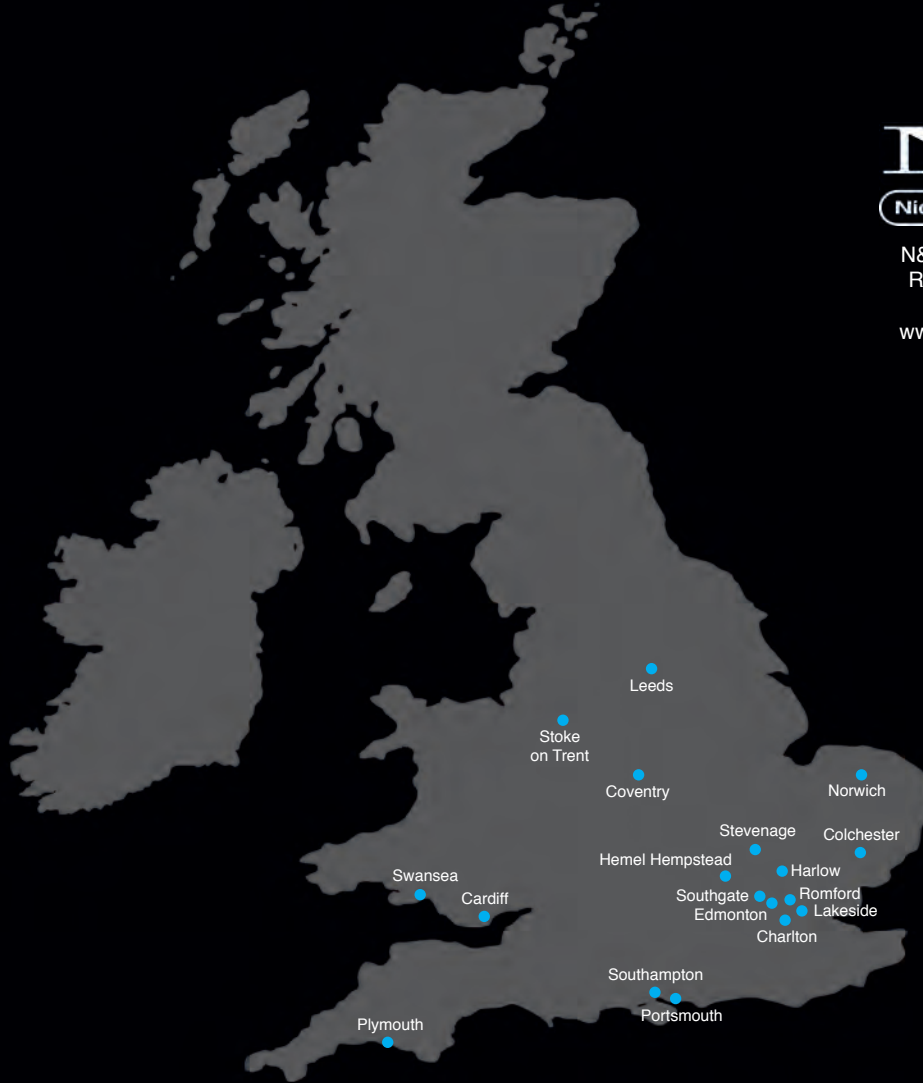 Leeds
Stoke
on Trent
Coventry
Norwich
Stevenage
Colchester
Hemel Hempstead
Harlow
Swansea
Cardiff
Southgate
Romford
Edmonton
Lakeside
Charlton
Southampton
Portsmouth
Plymouth